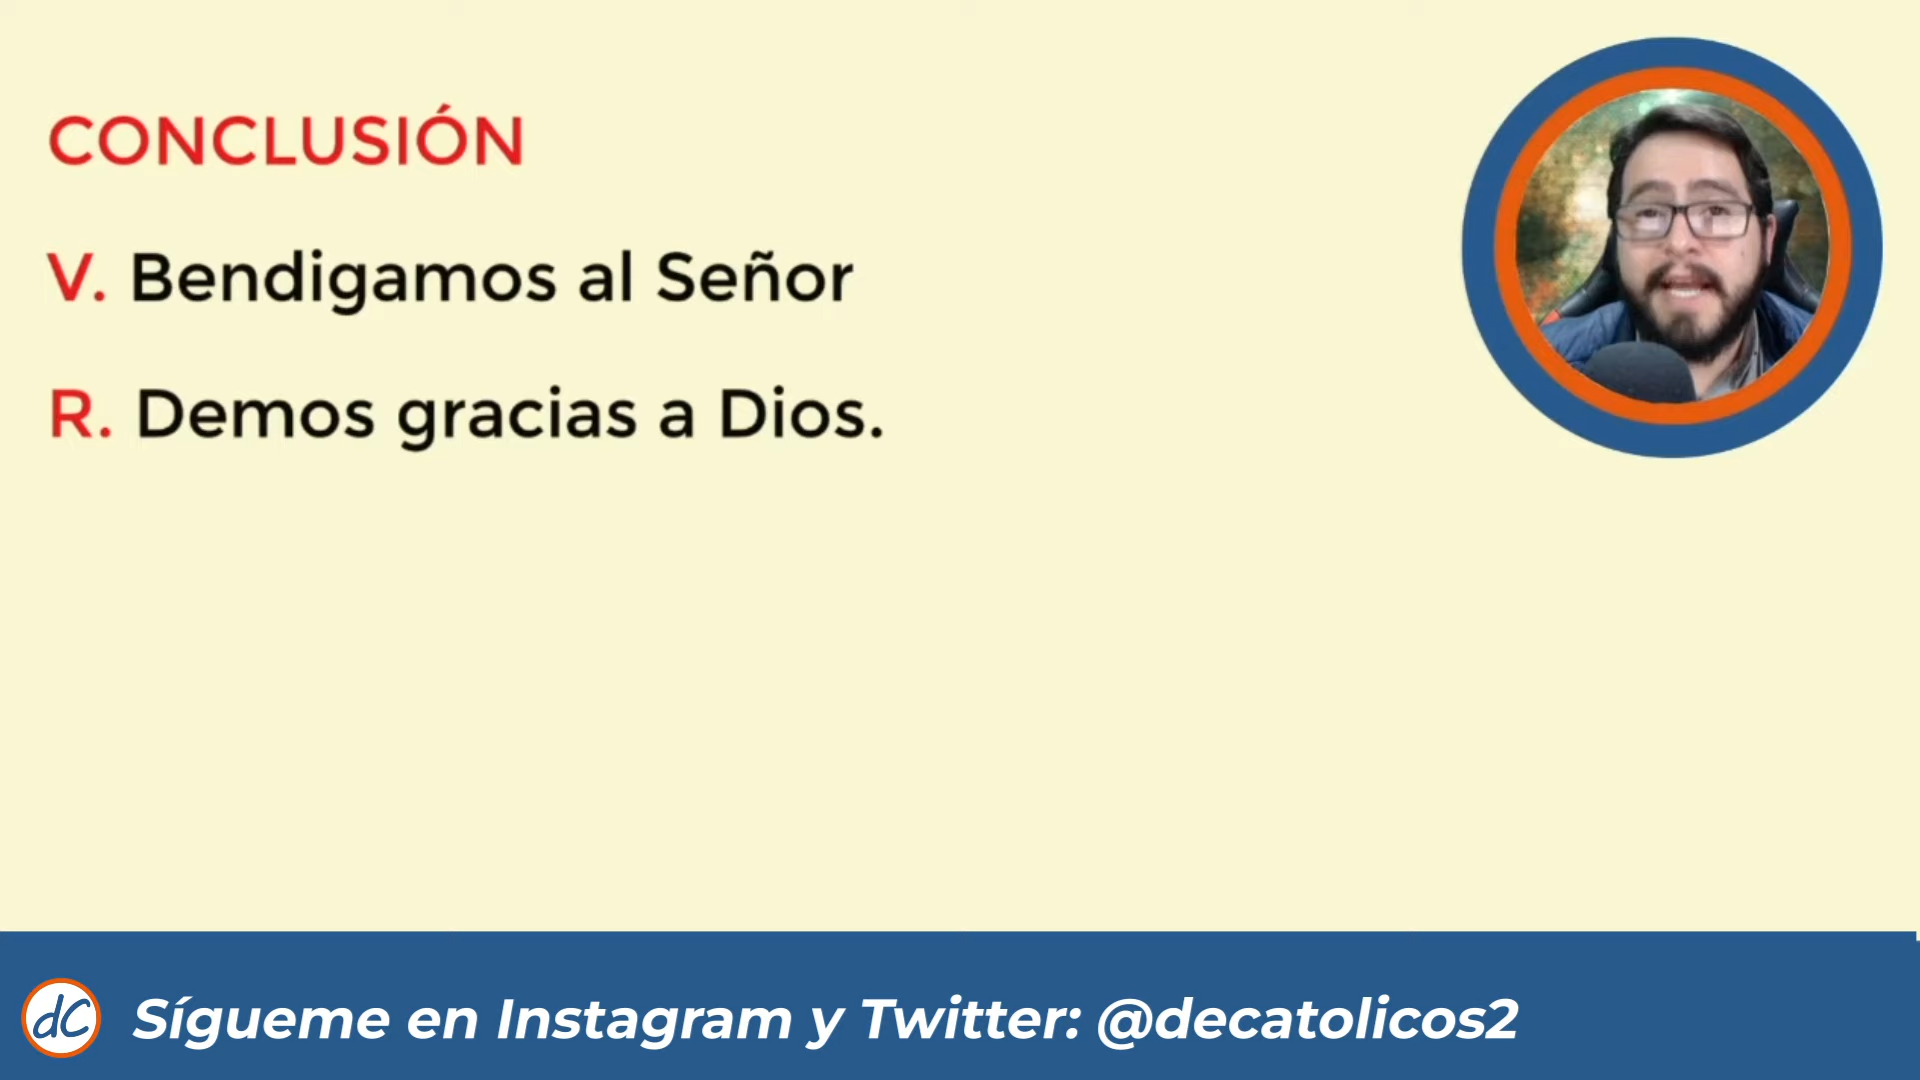 CONCLUSIÓN
V. Bendigamos al Señor
R. Demos gracias a Dios.
dC Sígueme en Instagram y Twitter: @decatolicos2